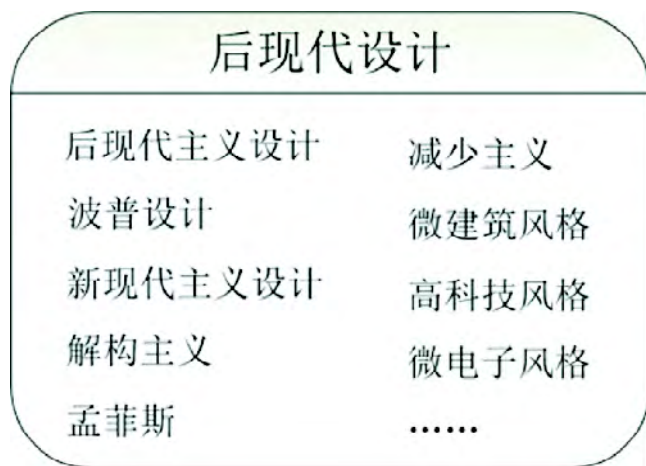 后现代设计
后现代主义设计
波普设计
新现代主义设计
解构主义
孟菲斯
减少主义
微建筑风格
高科技风格
微电子风格
······